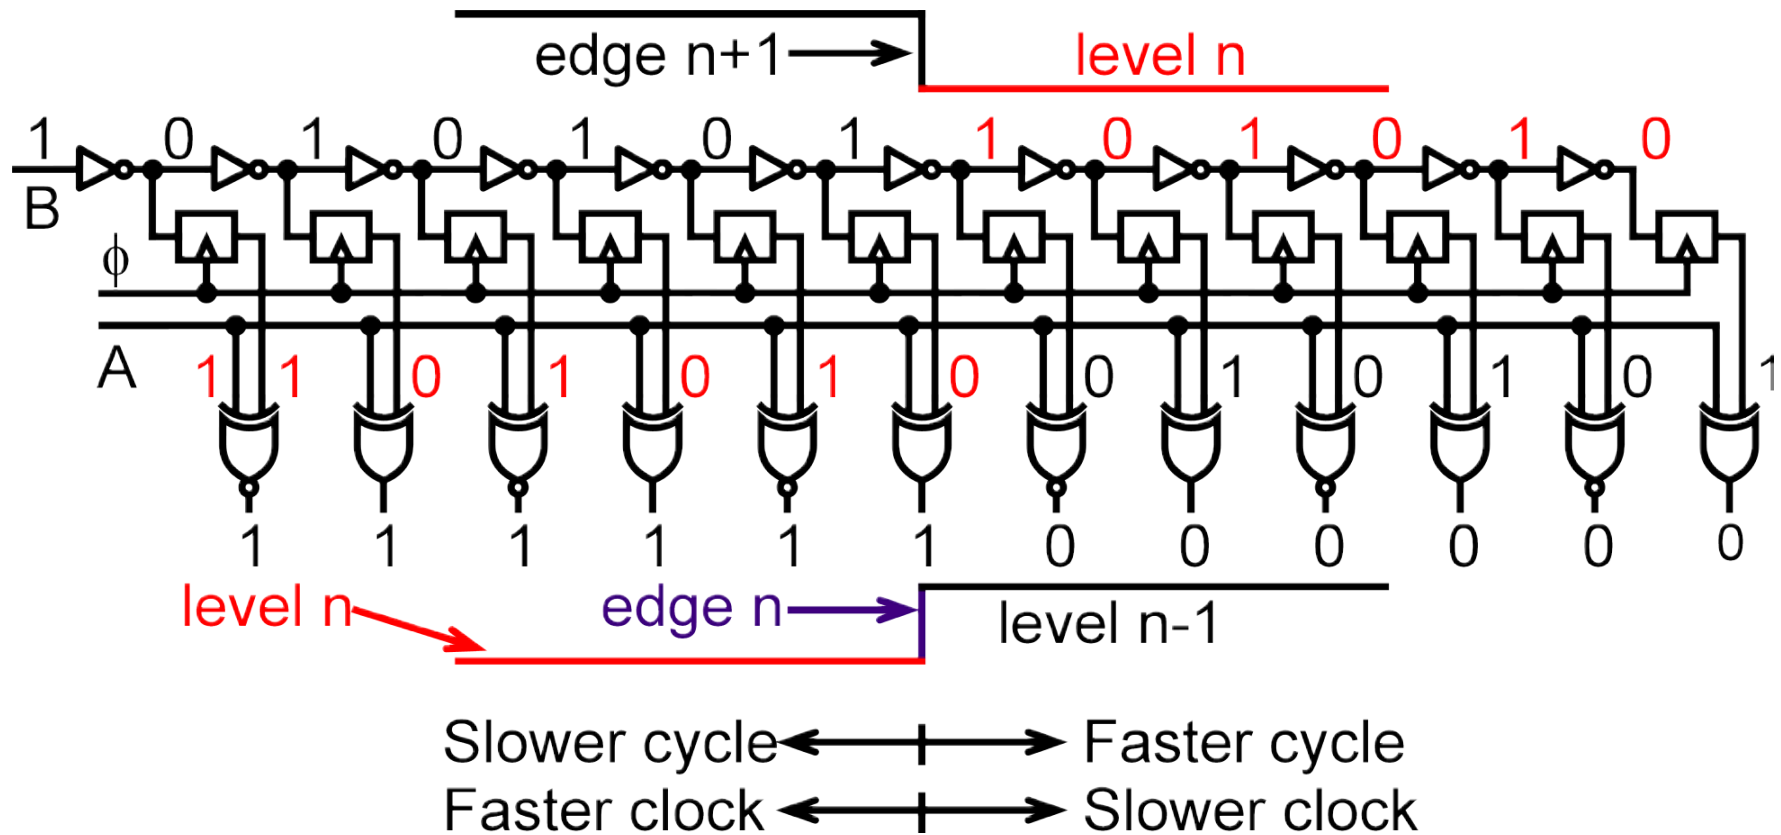 edge n+1 level n
1 0 1 0 1 0 1 1 0 1 0 1 0
B
ϕ
A
1 1 0 1 0 1 0 0 1 0 1 0 1
1 1 1 1 1 1 0 0 0 0 0 0
level n edge n level n-1
Slower cycle Faster cycle
Faster clock Slower clock